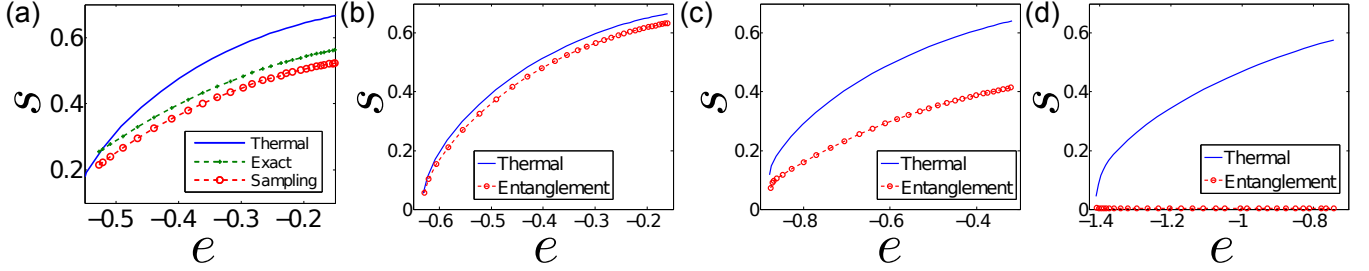 (a)
s
0.6
0.4
0.2
−0.5
−0.4
−0.3
−0.2
e
Thermal
Exact
Sampling
(b)
0.6
0.4
0.2
0
−0.6
−0.5
−0.4
−0.3
−0.2
e
Thermal
Entanglement
(c)
s
0.6
0.4
0.2
0
−0.8
−0.6
−0.4
e
Thermal
Entanglement
(d)
s
0.6
0.4
0.2
0
−1.4
−1.2
−1
−0.8
e
Thermal
Entanglement